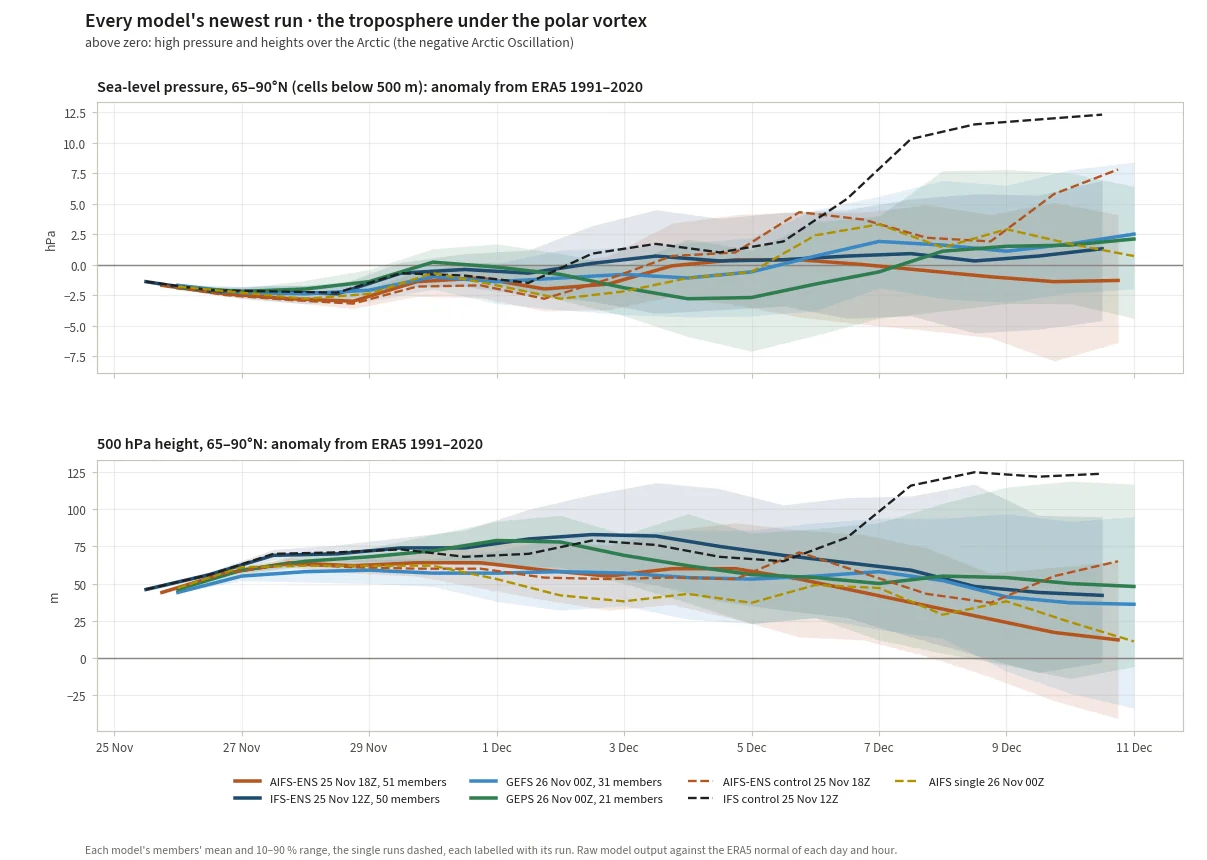 Every model's newest run · the troposphere under the polar vortex
above zero: high pressure and heights over the Arctic (the negative Arctic Oscillation)
Sea-level pressure, 65–90°N (cells below 500 m): anomaly from ERA5 1991–2020
12.5
10.0
7.5
5.0
2.5
0.0
−2.5
−5.0
−7.5
hPa
500 hPa height, 65–90°N: anomaly from ERA5 1991–2020
125
100
75
50
25
0
−25
m
25 Nov 27 Nov 29 Nov 1 Dec 3 Dec 5 Dec 7 Dec 9 Dec 11 Dec
AIFS-ENS 25 Nov 18Z, 51 members GEFS 26 Nov 00Z, 31 members AIFS-ENS control 25 Nov 18Z AIFS single 26 Nov 00Z
IFS-ENS 25 Nov 12Z, 50 members GEPS 26 Nov 00Z, 21 members IFS control 25 Nov 12Z
Each model's members' mean and 10–90 % range, the single runs dashed, each labelled with its run. Raw model output against the ERA5 normal of each day and hour.